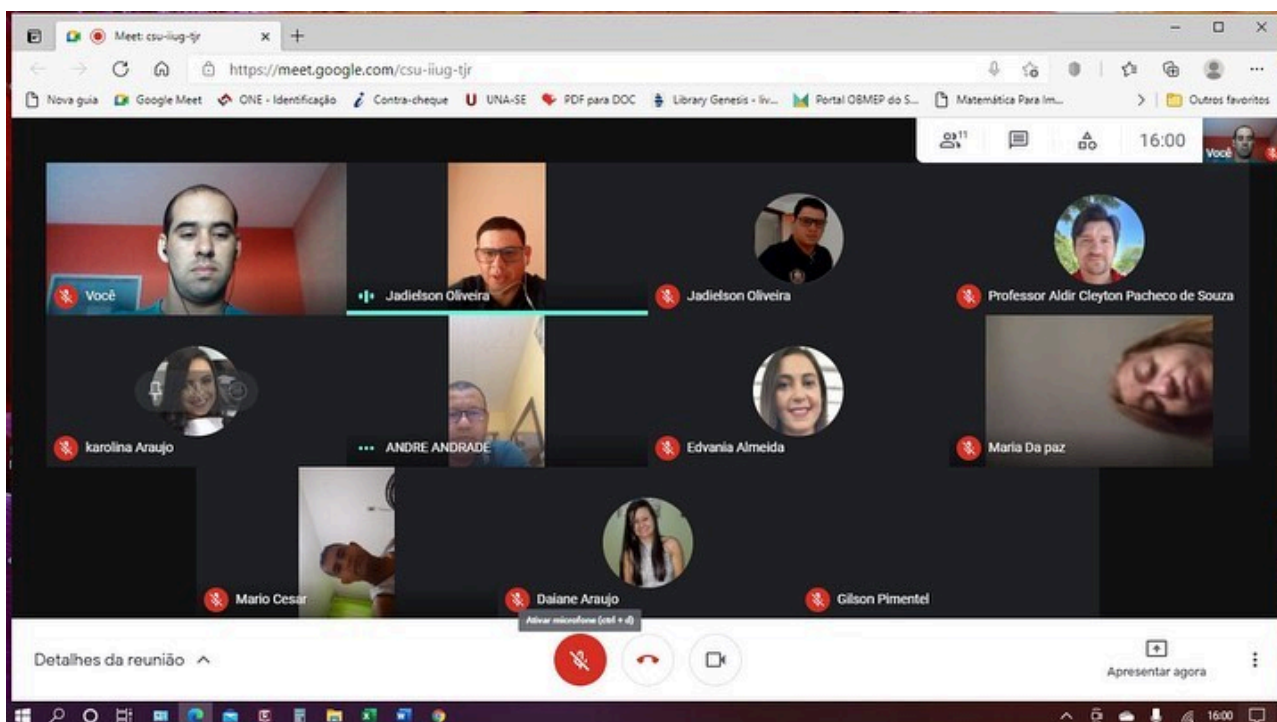 Meet: csu-iiug-tjr
https://meet.google.com/csu-iiug-tjr
Nova guia Google Meet ONE - Identificação Contra-cheque UNA-SE PDF para DOC Library Genesis - liv... Portal OBMEP do S... Matemática Para Im... Outros favoritos
11 16:00 Você
Você Jadielson Oliveira Jadielson Oliveira Professor Aldir Cleyton Pacheco de Souza
karolina Araujo ANDRE ANDRADE Edvania Almeida Maria Da paz
Mario Cesar Daiane Araujo Gilson Pimentel
Ativar microfone (ctrl + d)
Detalhes da reunião Apresentar agora
16:00